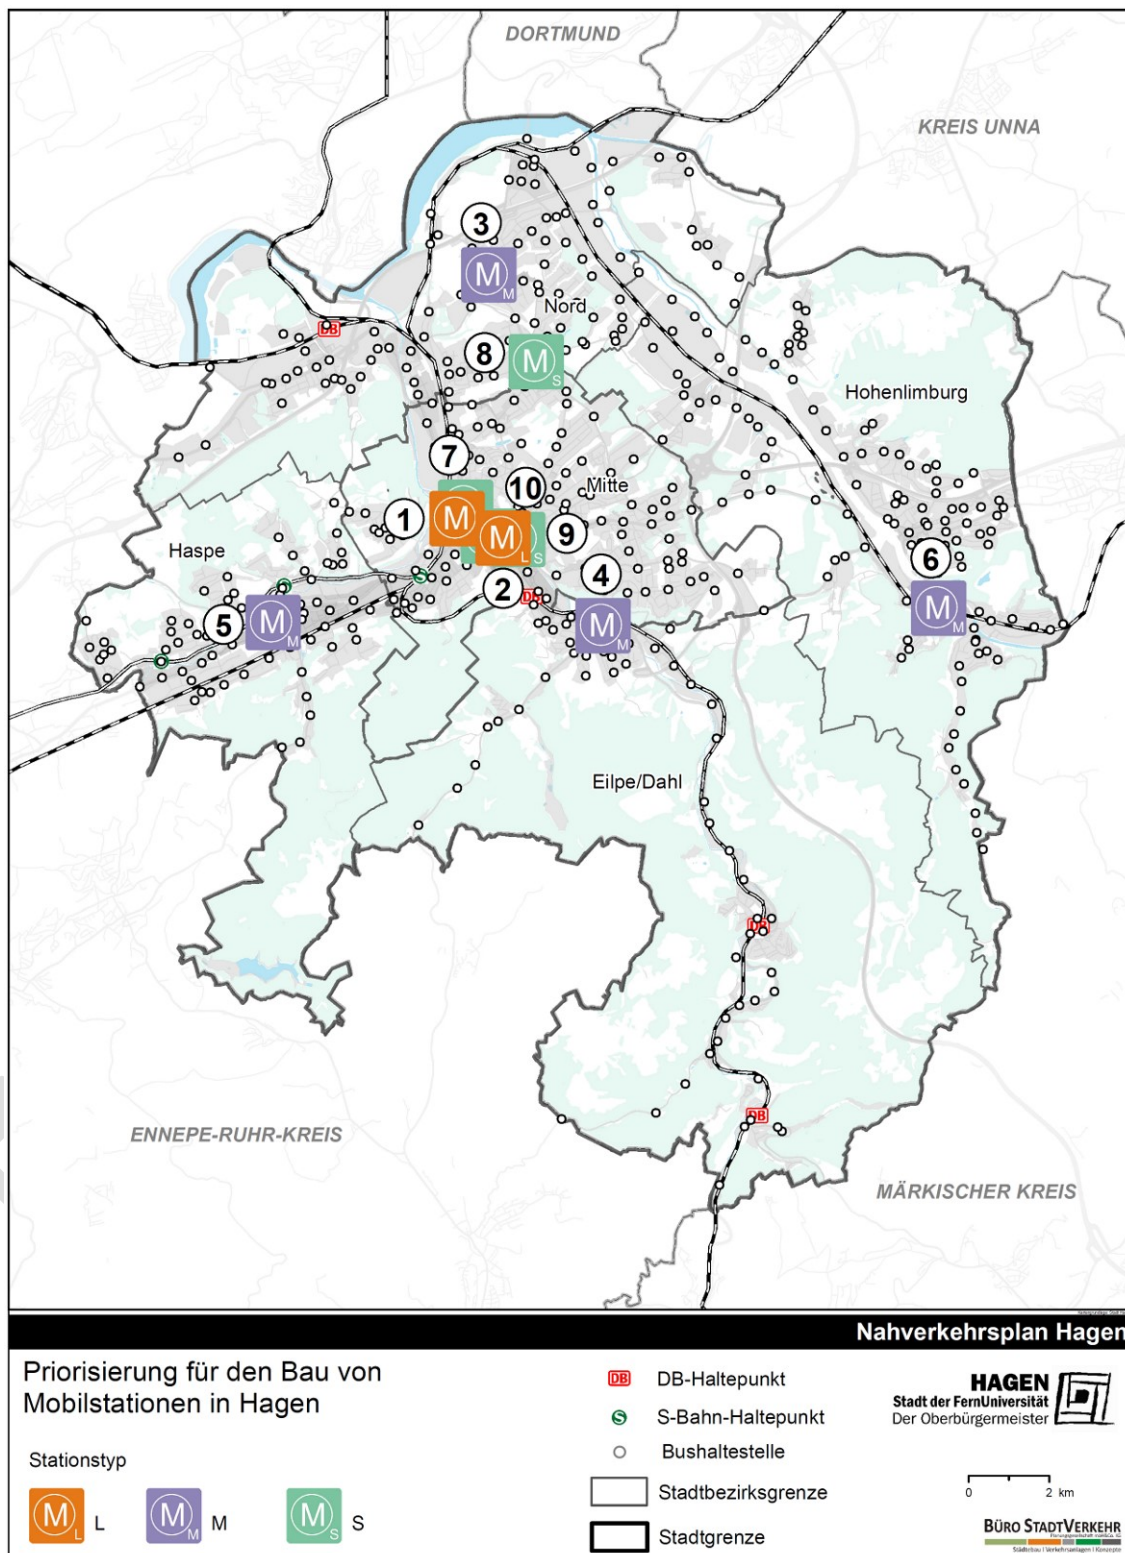 DORTMUND
KREIS UNNA
3
M
M
Nord
DB
8
M
S
Hohenlimburg
7
10
Mitte
1
M
M
L
S
9
Haspe
S
6
2
4
DB
M
M
5
M
M
M
M
S
Eilpe/Dahl
DB
DB
ENNEPE-RUHR-KREIS
MÄRKISCHER KREIS
Nahverkehrsplan Hagen
Priorisierung für den Bau von
Mobilstationen in Hagen
Stationstyp
M L L
M M M
M S S
DB DB-Haltepunkt
S S-Bahn-Haltepunkt
Bushaltestelle
Stadtbezirksgrenze
Stadtgrenze
HAGEN
Stadt der FernUniversität
Der Oberbürgermeister
0 2 km
BÜRO STADTVERKEHR
Städtebau | Verkehrsanlagen | Konzepte